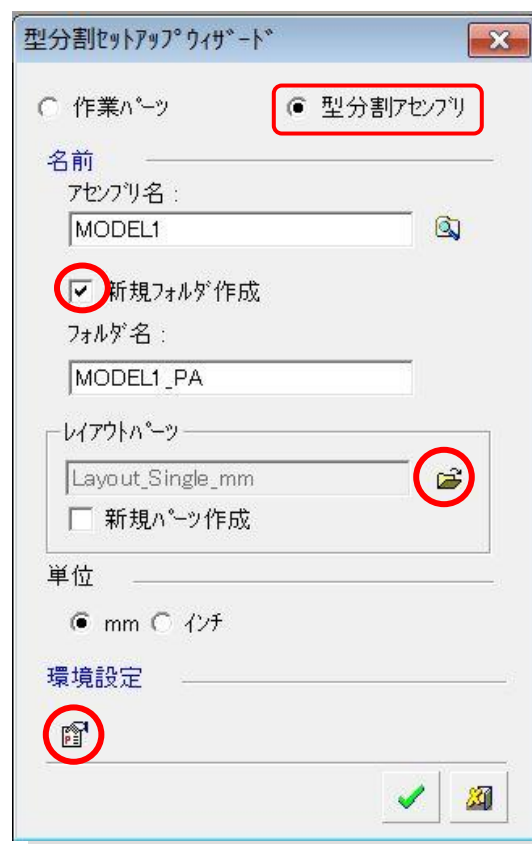 型分割ｾｯﾄｱｯﾌﾟｳｨｻﾞｰﾄﾞ
作業ﾊﾟｰﾂ 型分割ｱｾﾝﾌﾞﾘ
名前
ｱｾﾝﾌﾞﾘ名 :
MODEL1
新規ﾌｫﾙﾀﾞ作成
ﾌｫﾙﾀﾞ名 :
MODEL1_PA
ﾚｲｱｳﾄﾊﾟｰﾂ
Layout_Single_mm
新規ﾊﾟｰﾂ作成
単位
mm ｲﾝﾁ
環境設定